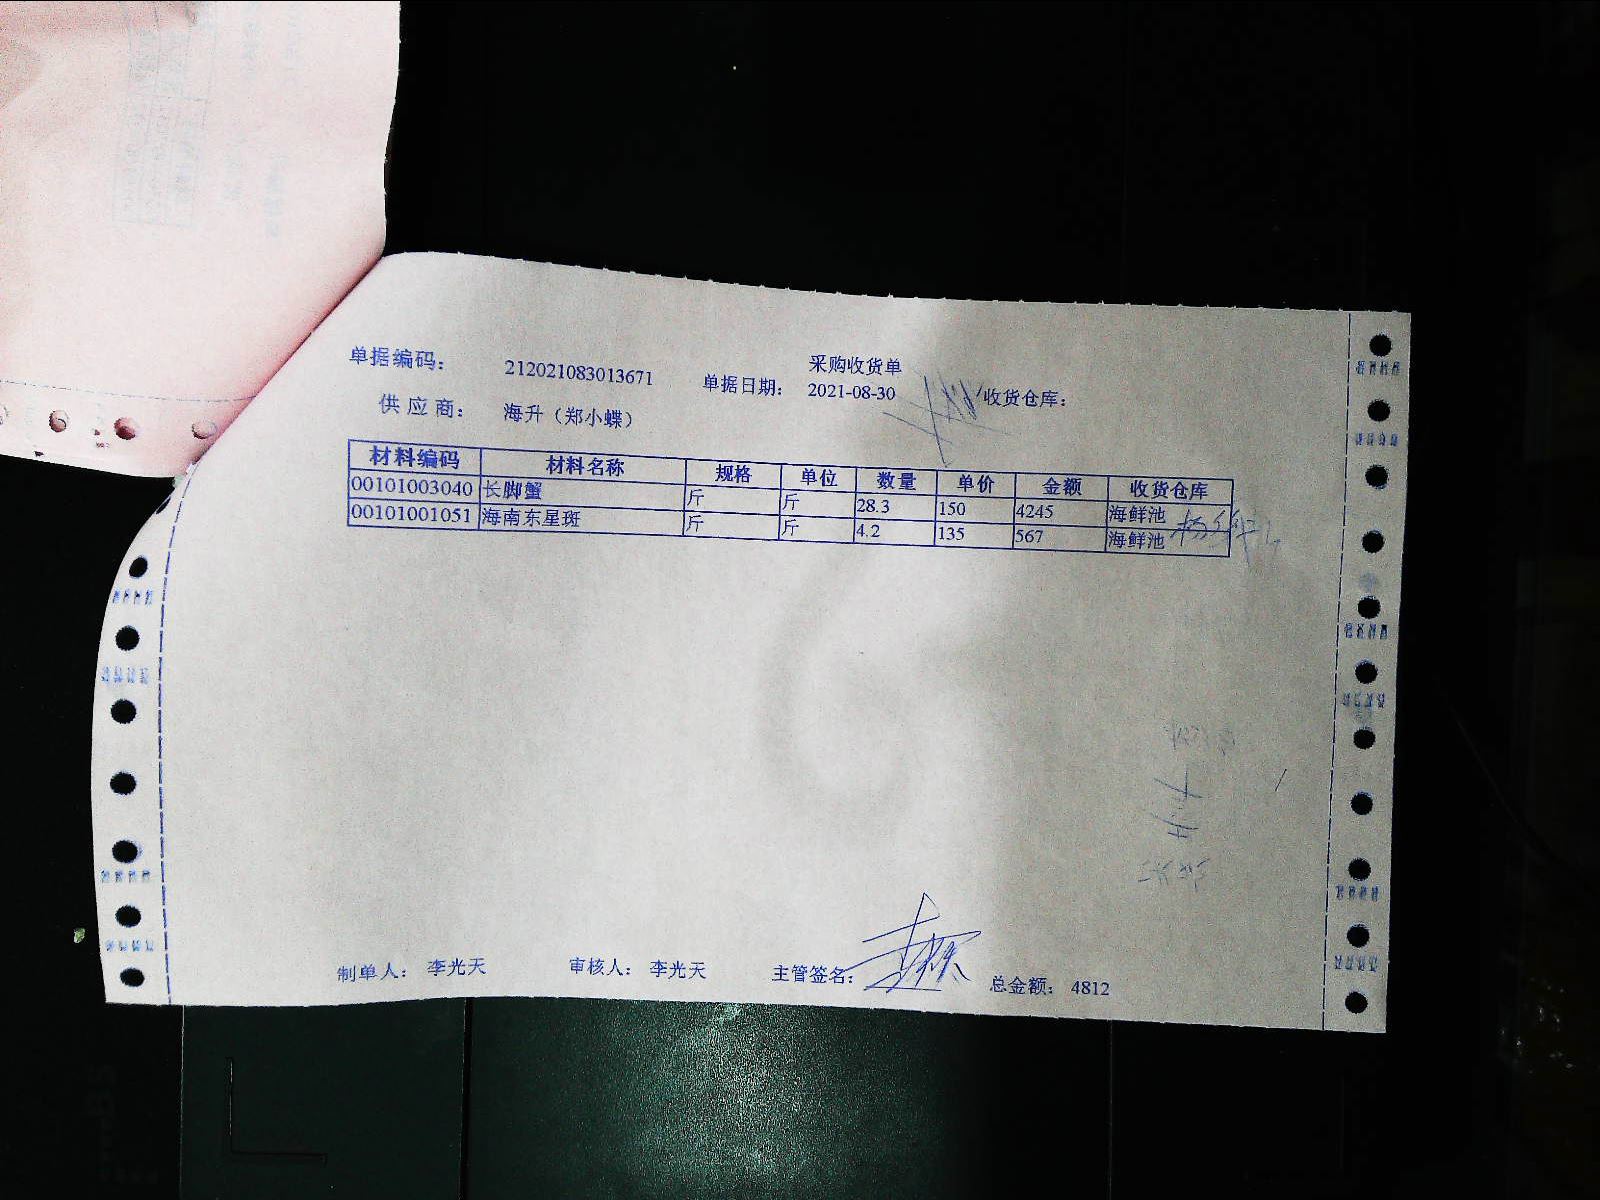 采购收货单
单据编码： 212021083013671 单据日期： 2021-08-30 收货仓库：
供应商： 海升（郑小蝶）
材料编码 材料名称 规格 单位 数量 单价 金额 收货仓库
00101003040 长脚蟹 斤 斤 28.3 150 4245 海鲜池
00101001051 海南东星斑 斤 斤 4.2 135 567 海鲜池
制单人： 李光天 审核人： 李光天 主管签名： 总金额： 4812